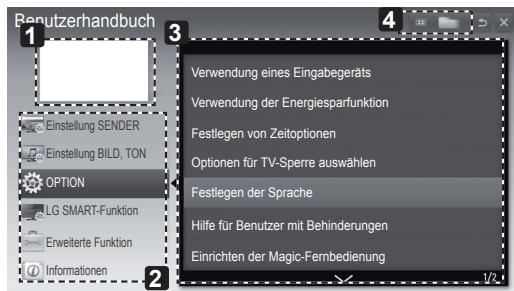 Benutzerhandbuch
1
3
4
Verwendung eines Eingabegeräts
Verwendung der Energiesparfunktion
Festlegen von Zeitoptionen
Optionen für TV-Sperre auswählen
Festlegen der Sprache
Hilfe für Benutzer mit Behinderungen
Einrichten der Magic-Fernbedienung
1/2
Einstellung SENDER
Einstellung BILD, TON
OPTION
LG SMART-Funktion
Erweiterte Funktion
Informationen
2